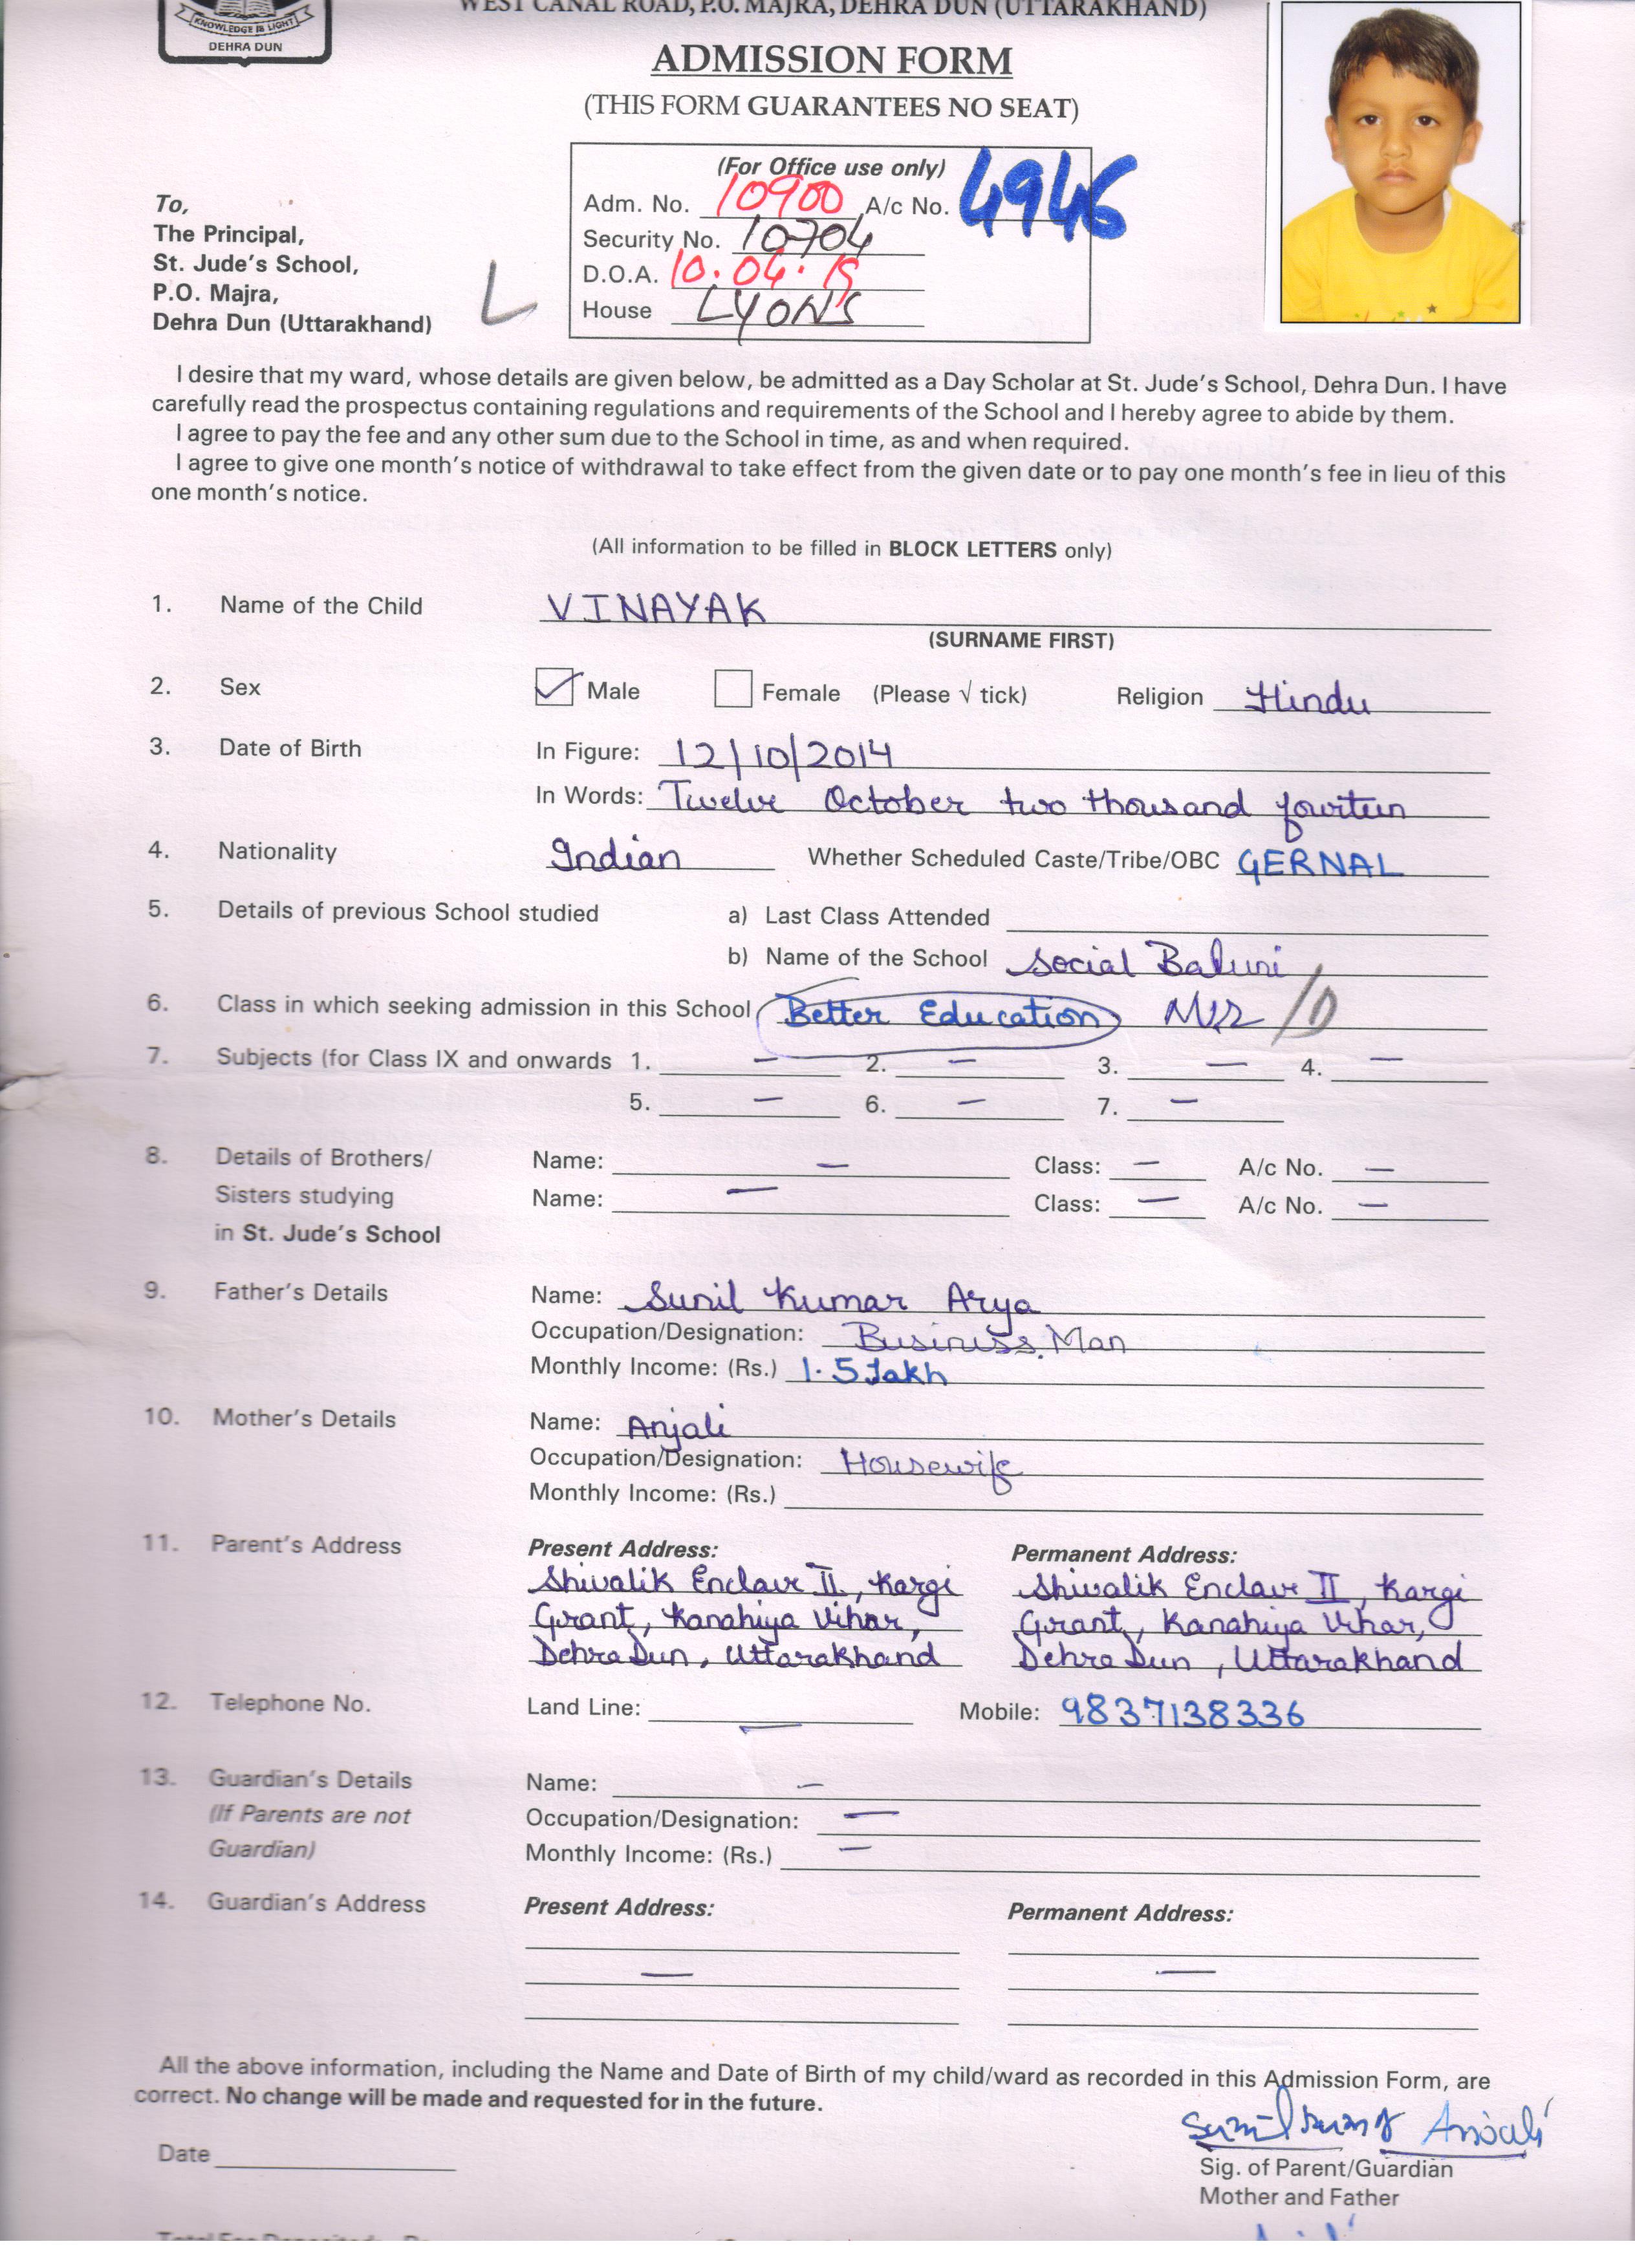 WEST CANAL ROAD, P.O. MAJRA, DEHRA DUN (UTTARAKHAND)
KNOWLEDGE IS LIGHT
DEHRA DUN
ADMISSION FORM
(THIS FORM GUARANTEES NO SEAT)
(For Office use only)
Adm. No. 10900 A/c No. 4946
Security No. 10704
D.O.A. 10.04.19
House LYONS
To,
The Principal,
St. Jude's School,
P.O. Majra,
Dehra Dun (Uttarakhand)
L
I desire that my ward, whose details are given below, be admitted as a Day Scholar at St. Jude's School, Dehra Dun. I have
carefully read the prospectus containing regulations and requirements of the School and I hereby agree to abide by them.
I agree to pay the fee and any other sum due to the School in time, as and when required.
I agree to give one month's notice of withdrawal to take effect from the given date or to pay one month's fee in lieu of this
one month's notice.
(All information to be filled in BLOCK LETTERS only)
1. Name of the Child VINAYAK
(SURNAME FIRST)
2. Sex Male Female (Please √ tick) Religion Hindu
3. Date of Birth In Figure: 12/10/2014
In Words: Twelve October two thousand fourteen
4. Nationality Indian Whether Scheduled Caste/Tribe/OBC GERNAL
5. Details of previous School studied a) Last Class Attended
b) Name of the School Social Baluni
6. Class in which seeking admission in this School Better Education
7. Subjects (for Class IX and onwards 1. — 2. — 3. — 4. —
5. — 6. — 7. —
8. Details of Brothers/ Name: — Class: — A/c No. —
Sisters studying Name: — Class: — A/c No. —
in St. Jude's School
9. Father's Details Name: Sunil Kumar Arya
Occupation/Designation: Business Man
Monthly Income: (Rs.) 1.5 lakh
10. Mother's Details Name: Anjali
Occupation/Designation: Housewife
Monthly Income: (Rs.)
11. Parent's Address Present Address: Permanent Address:
Shivalik Enclave II, Kargi Shivalik Enclave II, Kargi
Grant, Kanahiya Vihar, Grant, Kanahiya Vihar,
Dehra Dun, Uttarakhand Dehra Dun, Uttarakhand
12. Telephone No. Land Line: — Mobile: 9837138336
13. Guardian's Details Name: —
(If Parents are not Occupation/Designation: —
Guardian) Monthly Income: (Rs.) —
14. Guardian's Address Present Address: Permanent Address:
— —
All the above information, including the Name and Date of Birth of my child/ward as recorded in this Admission Form, are
correct. No change will be made and requested for in the future.
Anjali
Date
Sig. of Parent/Guardian
Mother and Father